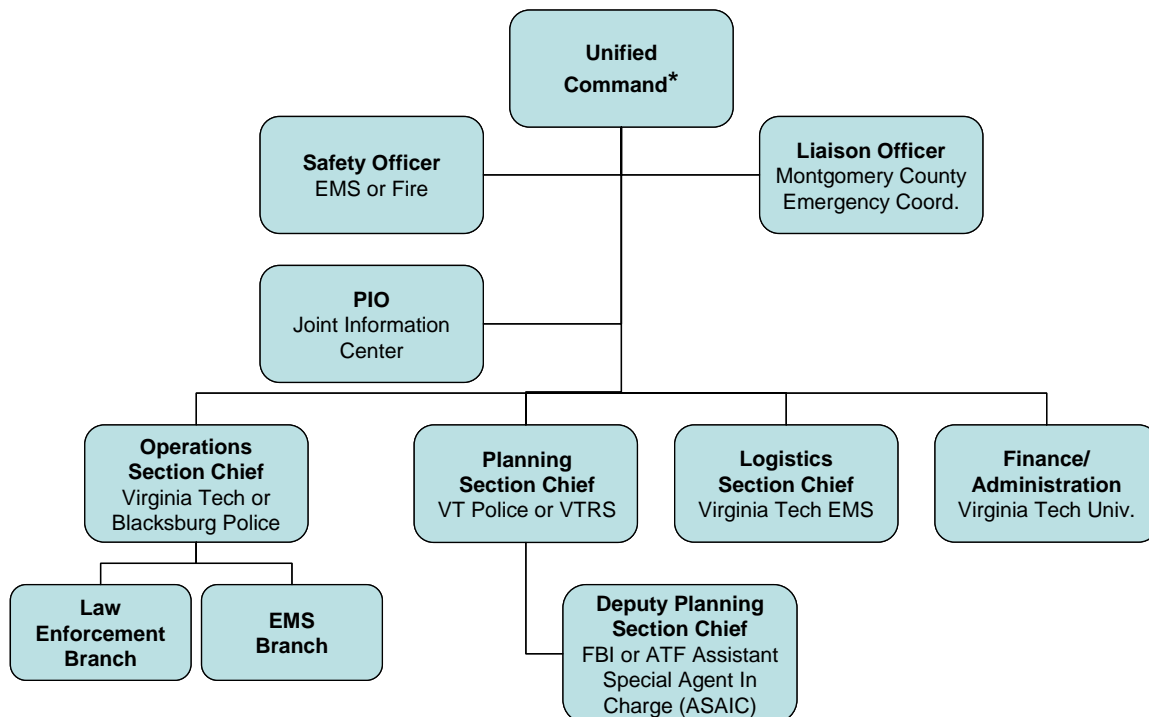 Unified
Command*
Safety Officer
EMS or Fire
Liaison Officer
Montgomery County
Emergency Coord.
PIO
Joint Information
Center
Operations
Section Chief
Virginia Tech or
Blacksburg Police
Planning
Section Chief
VT Police or VTRS
Logistics
Section Chief
Virginia Tech EMS
Finance/
Administration
Virginia Tech Univ.
Law
Enforcement
Branch
EMS
Branch
Deputy Planning
Section Chief
FBI or ATF Assistant
Special Agent In
Charge (ASAIC)